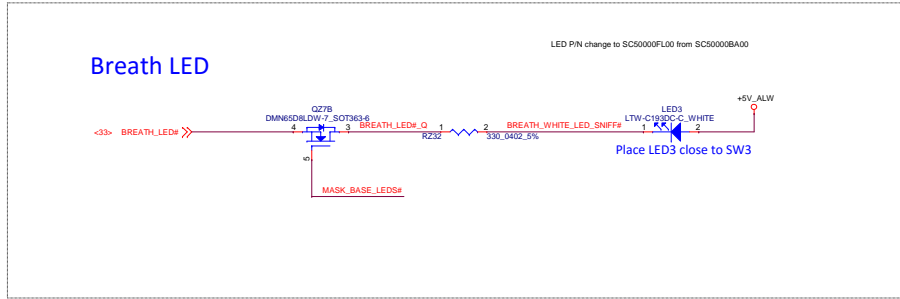 LED P/N change to SC50000FL00 from SC50000BA00
Breath LED
+5V_ALW
QZ7B
DMN65D8LDW-7_SOT363-6
LED3
LTW-C193DC-C_WHITE
<33> BREATH_LED# 4 3 BREATH_LED#_Q 1 2 BREATH_WHITE_LED_SNIFF# 1 2
RZ32 330_0402_5%
Place LED3 close to SW3
5
MASK_BASE_LEDS#